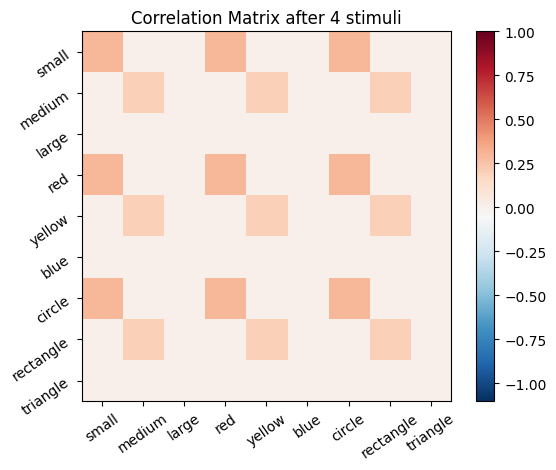 Correlation Matrix after 4 stimuli
small
medium
large
red
yellow
blue
circle
rectangle
triangle
small
medium
large
red
yellow
blue
circle
rectangle
triangle
1.00
0.75
0.50
0.25
0.00
−0.25
−0.50
−0.75
−1.00